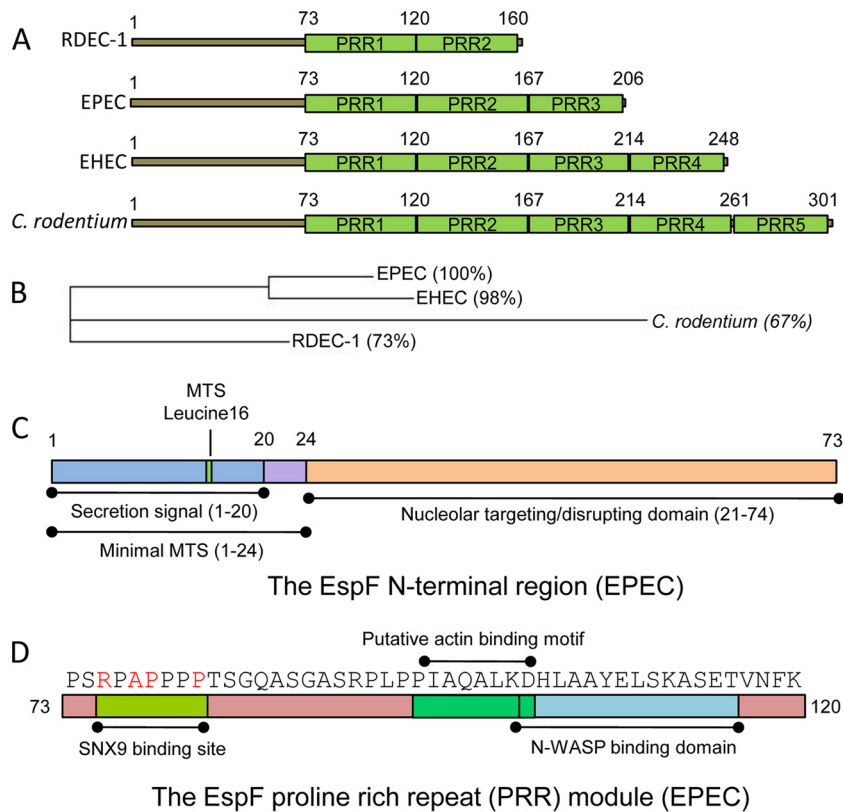 A
RDEC-1 1 73 120 160
PRR1 PRR2
EPEC 1 73 120 167 206
PRR1 PRR2 PRR3
EHEC 1 73 120 167 214 248
PRR1 PRR2 PRR3 PRR4
C. rodentium 1 73 120 167 214 261 301
PRR1 PRR2 PRR3 PRR4 PRR5
B
EPEC (100%)
EHEC (98%)
C. rodentium (67%)
RDEC-1 (73%)
C
MTS
Leucine16
1 20 24 73
Secretion signal (1-20)
Nucleolar targeting/disrupting domain (21-74)
Minimal MTS (1-24)
The EspF N-terminal region (EPEC)
D
Putative actin binding motif
PSRPAPPPPTSGQASGASRPLPPIAQALKDHLAAYELSKASETVNFK
73 120
SNX9 binding site
N-WASP binding domain
The EspF proline rich repeat (PRR) module (EPEC)